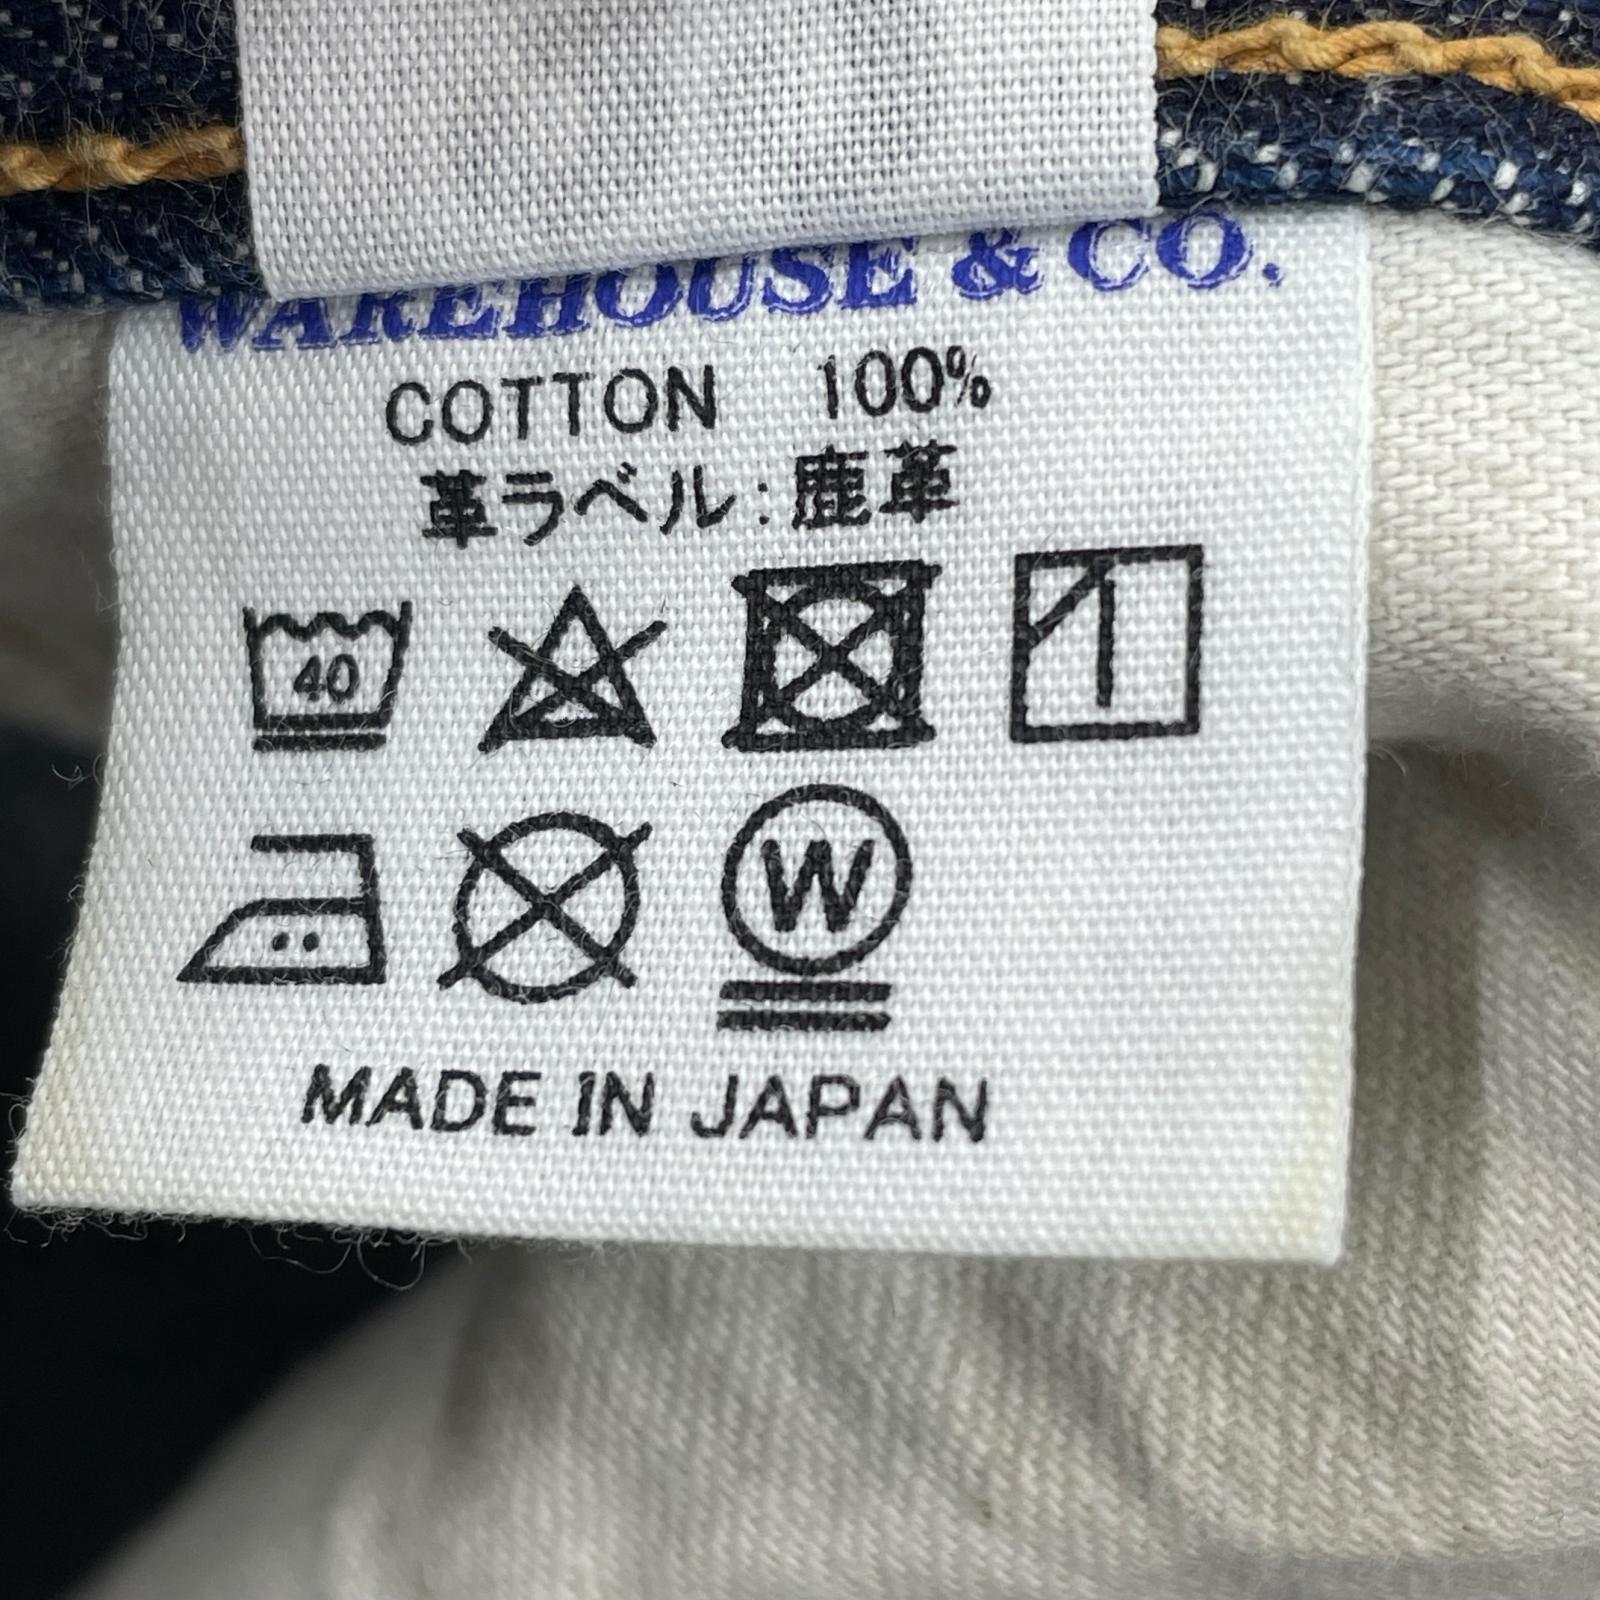 WAREHOUSE & CO.
COTTON 100%
革ラベル:鹿革
40
W
MADE IN JAPAN